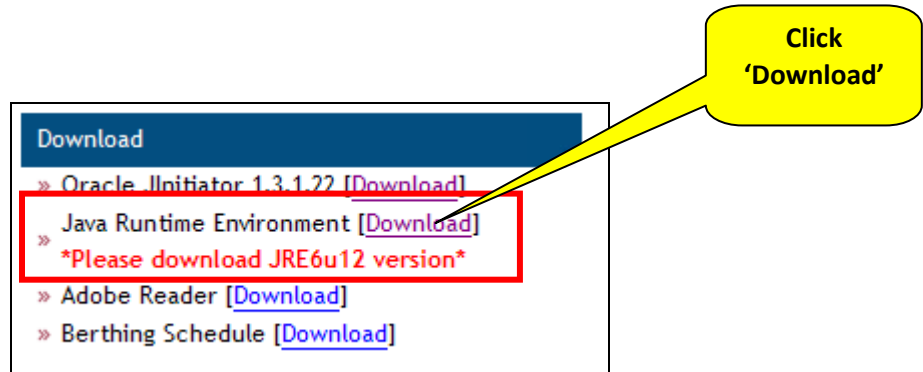 Click
‘Download’
Download
» Oracle JInitiator 1.3.1.22 [Download]
» Java Runtime Environment [Download]
*Please download JRE6u12 version*
» Adobe Reader [Download]
» Berthing Schedule [Download]